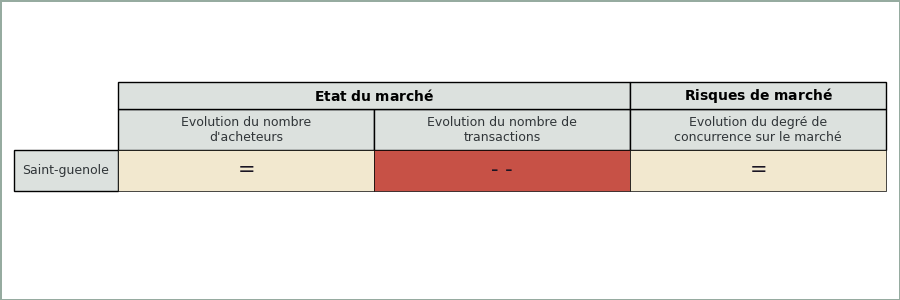 Etat du marché
Risques de marché
Evolution du nombre
d'acheteurs
Evolution du nombre de
transactions
Evolution du degré de
concurrence sur le marché
Saint-guenole
=
- -
=